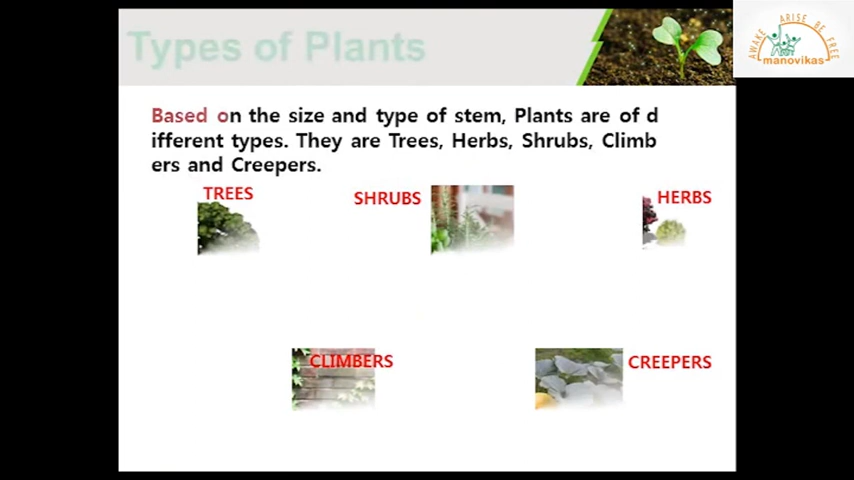 Types of Plants
AWAKE ARISE BE FREE
manovikas
Based on the size and type of stem, Plants are of d
ifferent types. They are Trees, Herbs, Shrubs, Climb
ers and Creepers.
TREES
SHRUBS
HERBS
CLIMBERS
CREEPERS